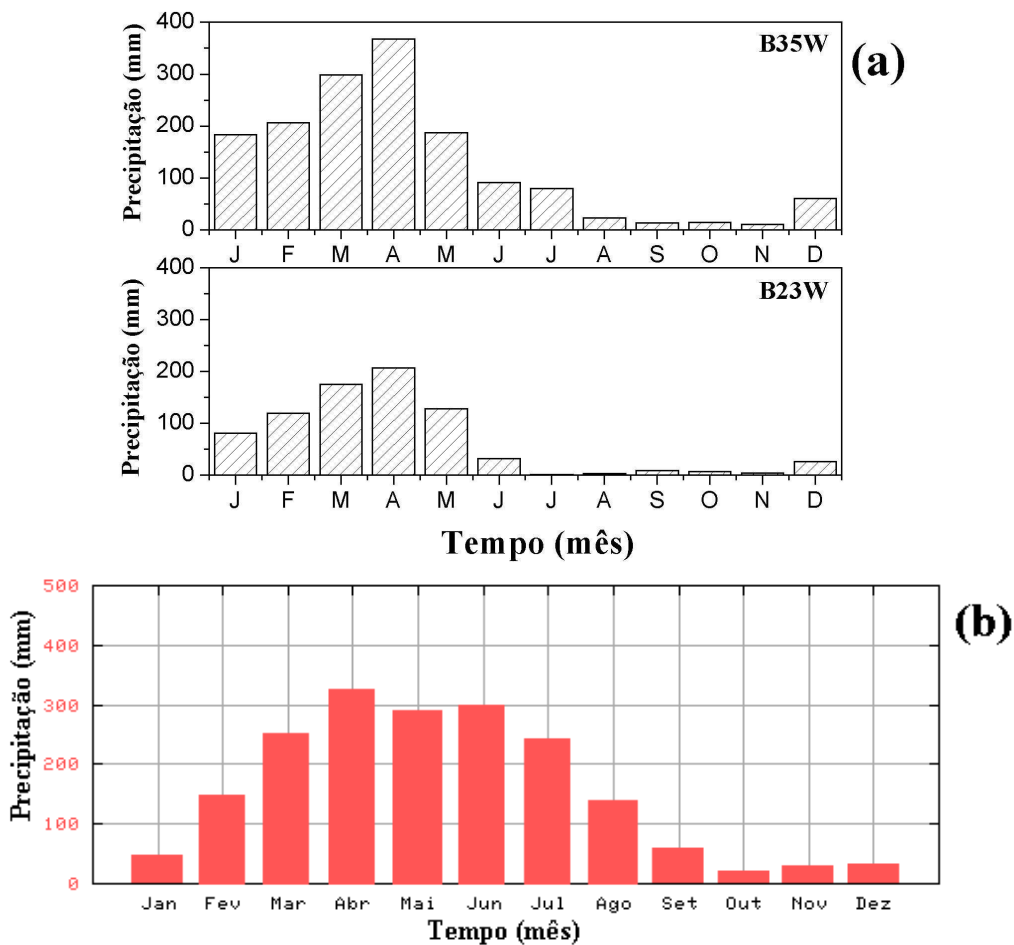 400
300
200
100
0
Precipitação (mm)
B35W
(a)
J F M A M J J A S O N D
400
300
200
100
0
Precipitação (mm)
B23W
J F M A M J J A S O N D
Tempo (mês)
500
400
300
200
100
0
Precipitação (mm)
(b)
Jan Fev Mar Abr Mai Jun Jul Ago Set Out Nov Dez
Tempo (mês)